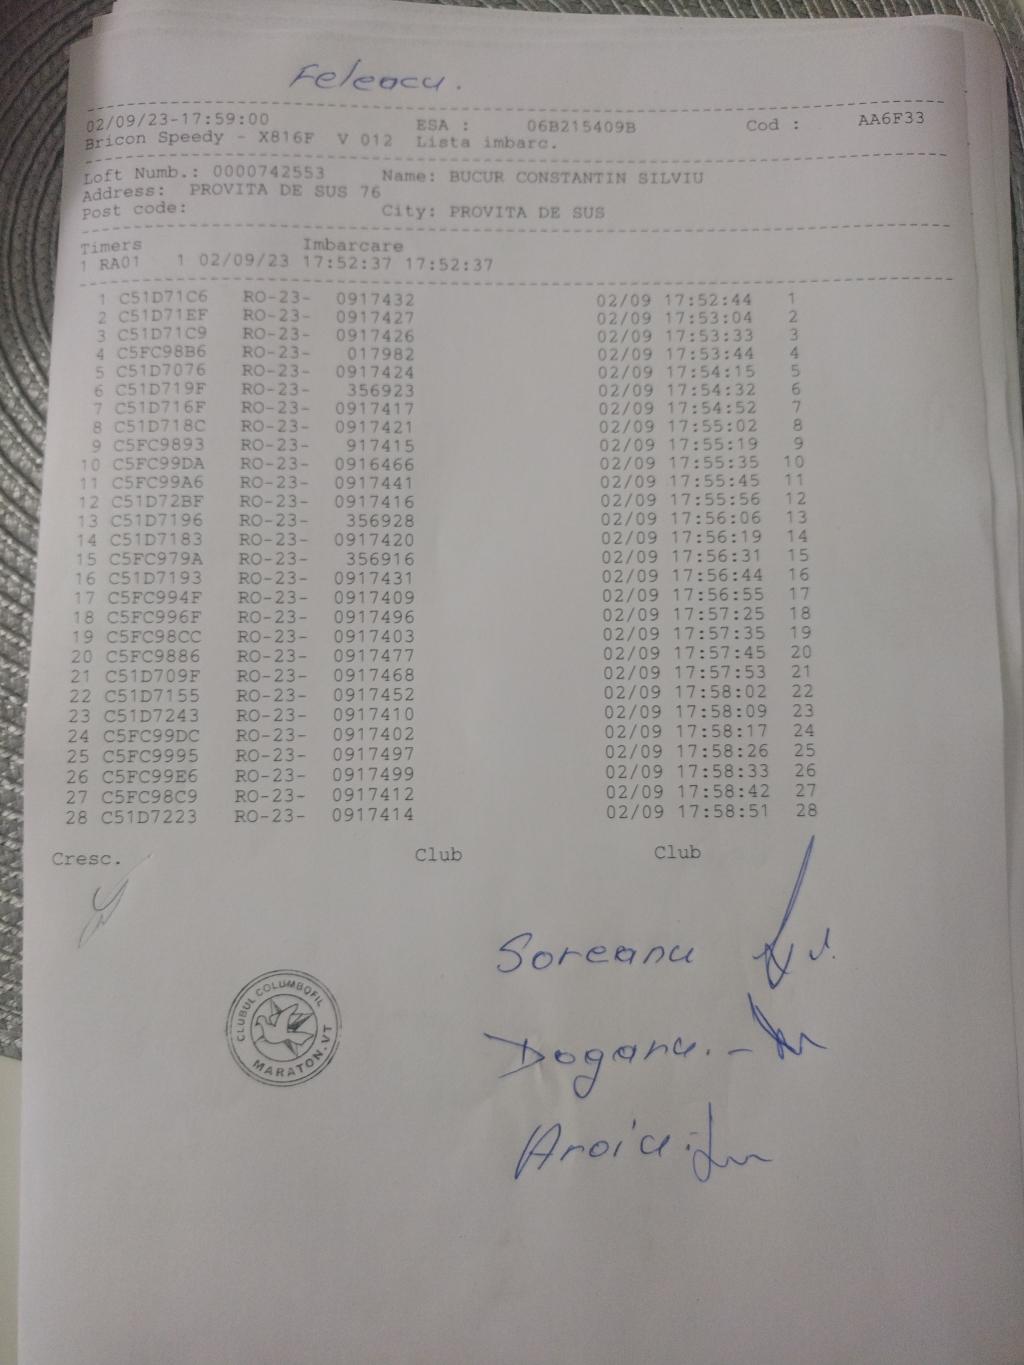 Feleacu.
02/09/23-17:59:00 ESA : 06B215409B Cod : AA6F33
Bricon Speedy - X816F V 012 Lista imbarc.
Loft Numb.: 0000742553 Name: BUCUR CONSTANTIN SILVIU
Address: PROVITA DE SUS 76
Post code: City: PROVITA DE SUS
Timers Imbarcare
1 RA01 1 02/09/23 17:52:37 17:52:37
1 C51D71C6 RO-23- 0917432 02/09 17:52:44 1
2 C51D71EF RO-23- 0917427 02/09 17:53:04 2
3 C51D71C9 RO-23- 0917426 02/09 17:53:33 3
4 C5FC98B6 RO-23- 017982 02/09 17:53:44 4
5 C51D7076 RO-23- 0917424 02/09 17:54:15 5
6 C51D719F RO-23- 356923 02/09 17:54:32 6
7 C51D716F RO-23- 0917417 02/09 17:54:52 7
8 C51D718C RO-23- 0917421 02/09 17:55:02 8
9 C5FC9893 RO-23- 917415 02/09 17:55:19 9
10 C5FC99DA RO-23- 0916466 02/09 17:55:35 10
11 C5FC99A6 RO-23- 0917441 02/09 17:55:45 11
12 C51D72BF RO-23- 0917416 02/09 17:55:56 12
13 C51D7196 RO-23- 356928 02/09 17:56:06 13
14 C51D7183 RO-23- 0917420 02/09 17:56:19 14
15 C5FC979A RO-23- 356916 02/09 17:56:31 15
16 C51D7193 RO-23- 0917431 02/09 17:56:44 16
17 C5FC994F RO-23- 0917409 02/09 17:56:55 17
18 C5FC996F RO-23- 0917496 02/09 17:57:25 18
19 C5FC98CC RO-23- 0917403 02/09 17:57:35 19
20 C5FC9886 RO-23- 0917477 02/09 17:57:45 20
21 C51D709F RO-23- 0917468 02/09 17:57:53 21
22 C51D7155 RO-23- 0917452 02/09 17:58:02 22
23 C51D7243 RO-23- 0917410 02/09 17:58:09 23
24 C5FC99DC RO-23- 0917402 02/09 17:58:17 24
25 C5FC9995 RO-23- 0917497 02/09 17:58:26 25
26 C5FC99E6 RO-23- 0917499 02/09 17:58:33 26
27 C5FC98C9 RO-23- 0917412 02/09 17:58:42 27
28 C51D7223 RO-23- 0917414 02/09 17:58:51 28
Cresc. Club Club
Soreanu
CLUBUL COLUMBOFIL
MARATON.VT
Doganu.